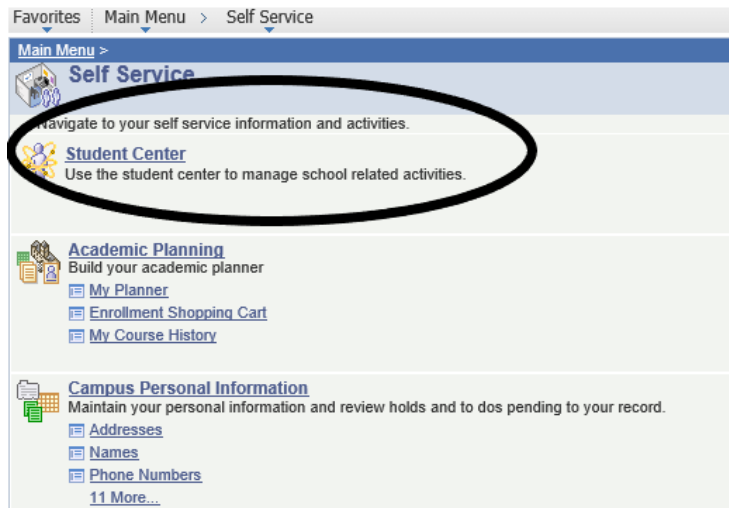 Favorites Main Menu > Self Service
Main Menu >
Self Service
Navigate to your self service information and activities.
Student Center
Use the student center to manage school related activities.
Academic Planning
Build your academic planner
My Planner
Enrollment Shopping Cart
My Course History
Campus Personal Information
Maintain your personal information and review holds and to dos pending to your record.
Addresses
Names
Phone Numbers
11 More...